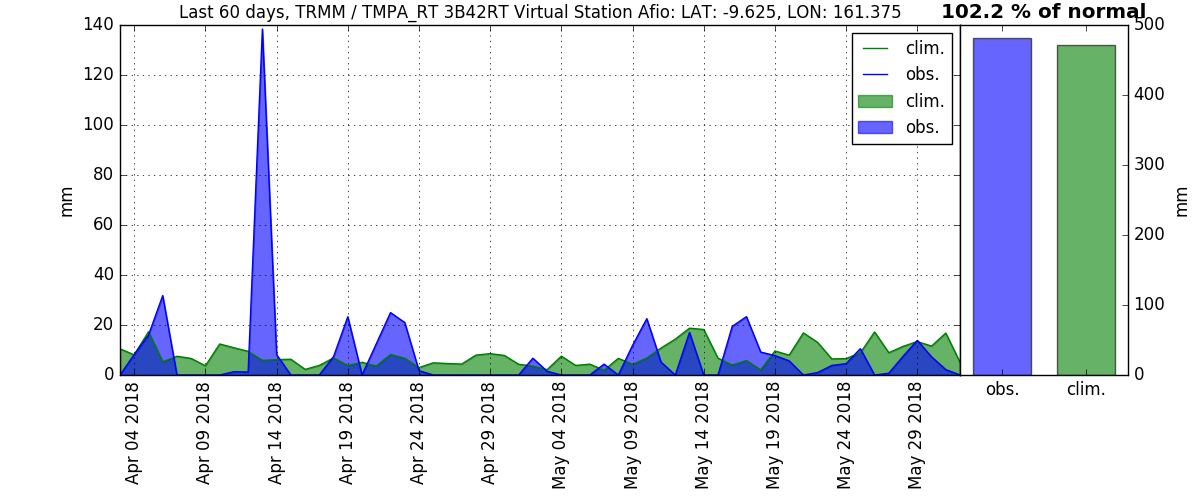 Last 60 days, TRMM / TMPA_RT 3B42RT Virtual Station Afio: LAT: -9.625, LON: 161.375
102.2 % of normal
140
120
100
80
60
40
20
0
mm
clim.
obs.
clim.
obs.
500
400
300
200
100
0
mm
Apr 04 2018
Apr 09 2018
Apr 14 2018
Apr 19 2018
Apr 24 2018
Apr 29 2018
May 04 2018
May 09 2018
May 14 2018
May 19 2018
May 24 2018
May 29 2018
obs.
clim.